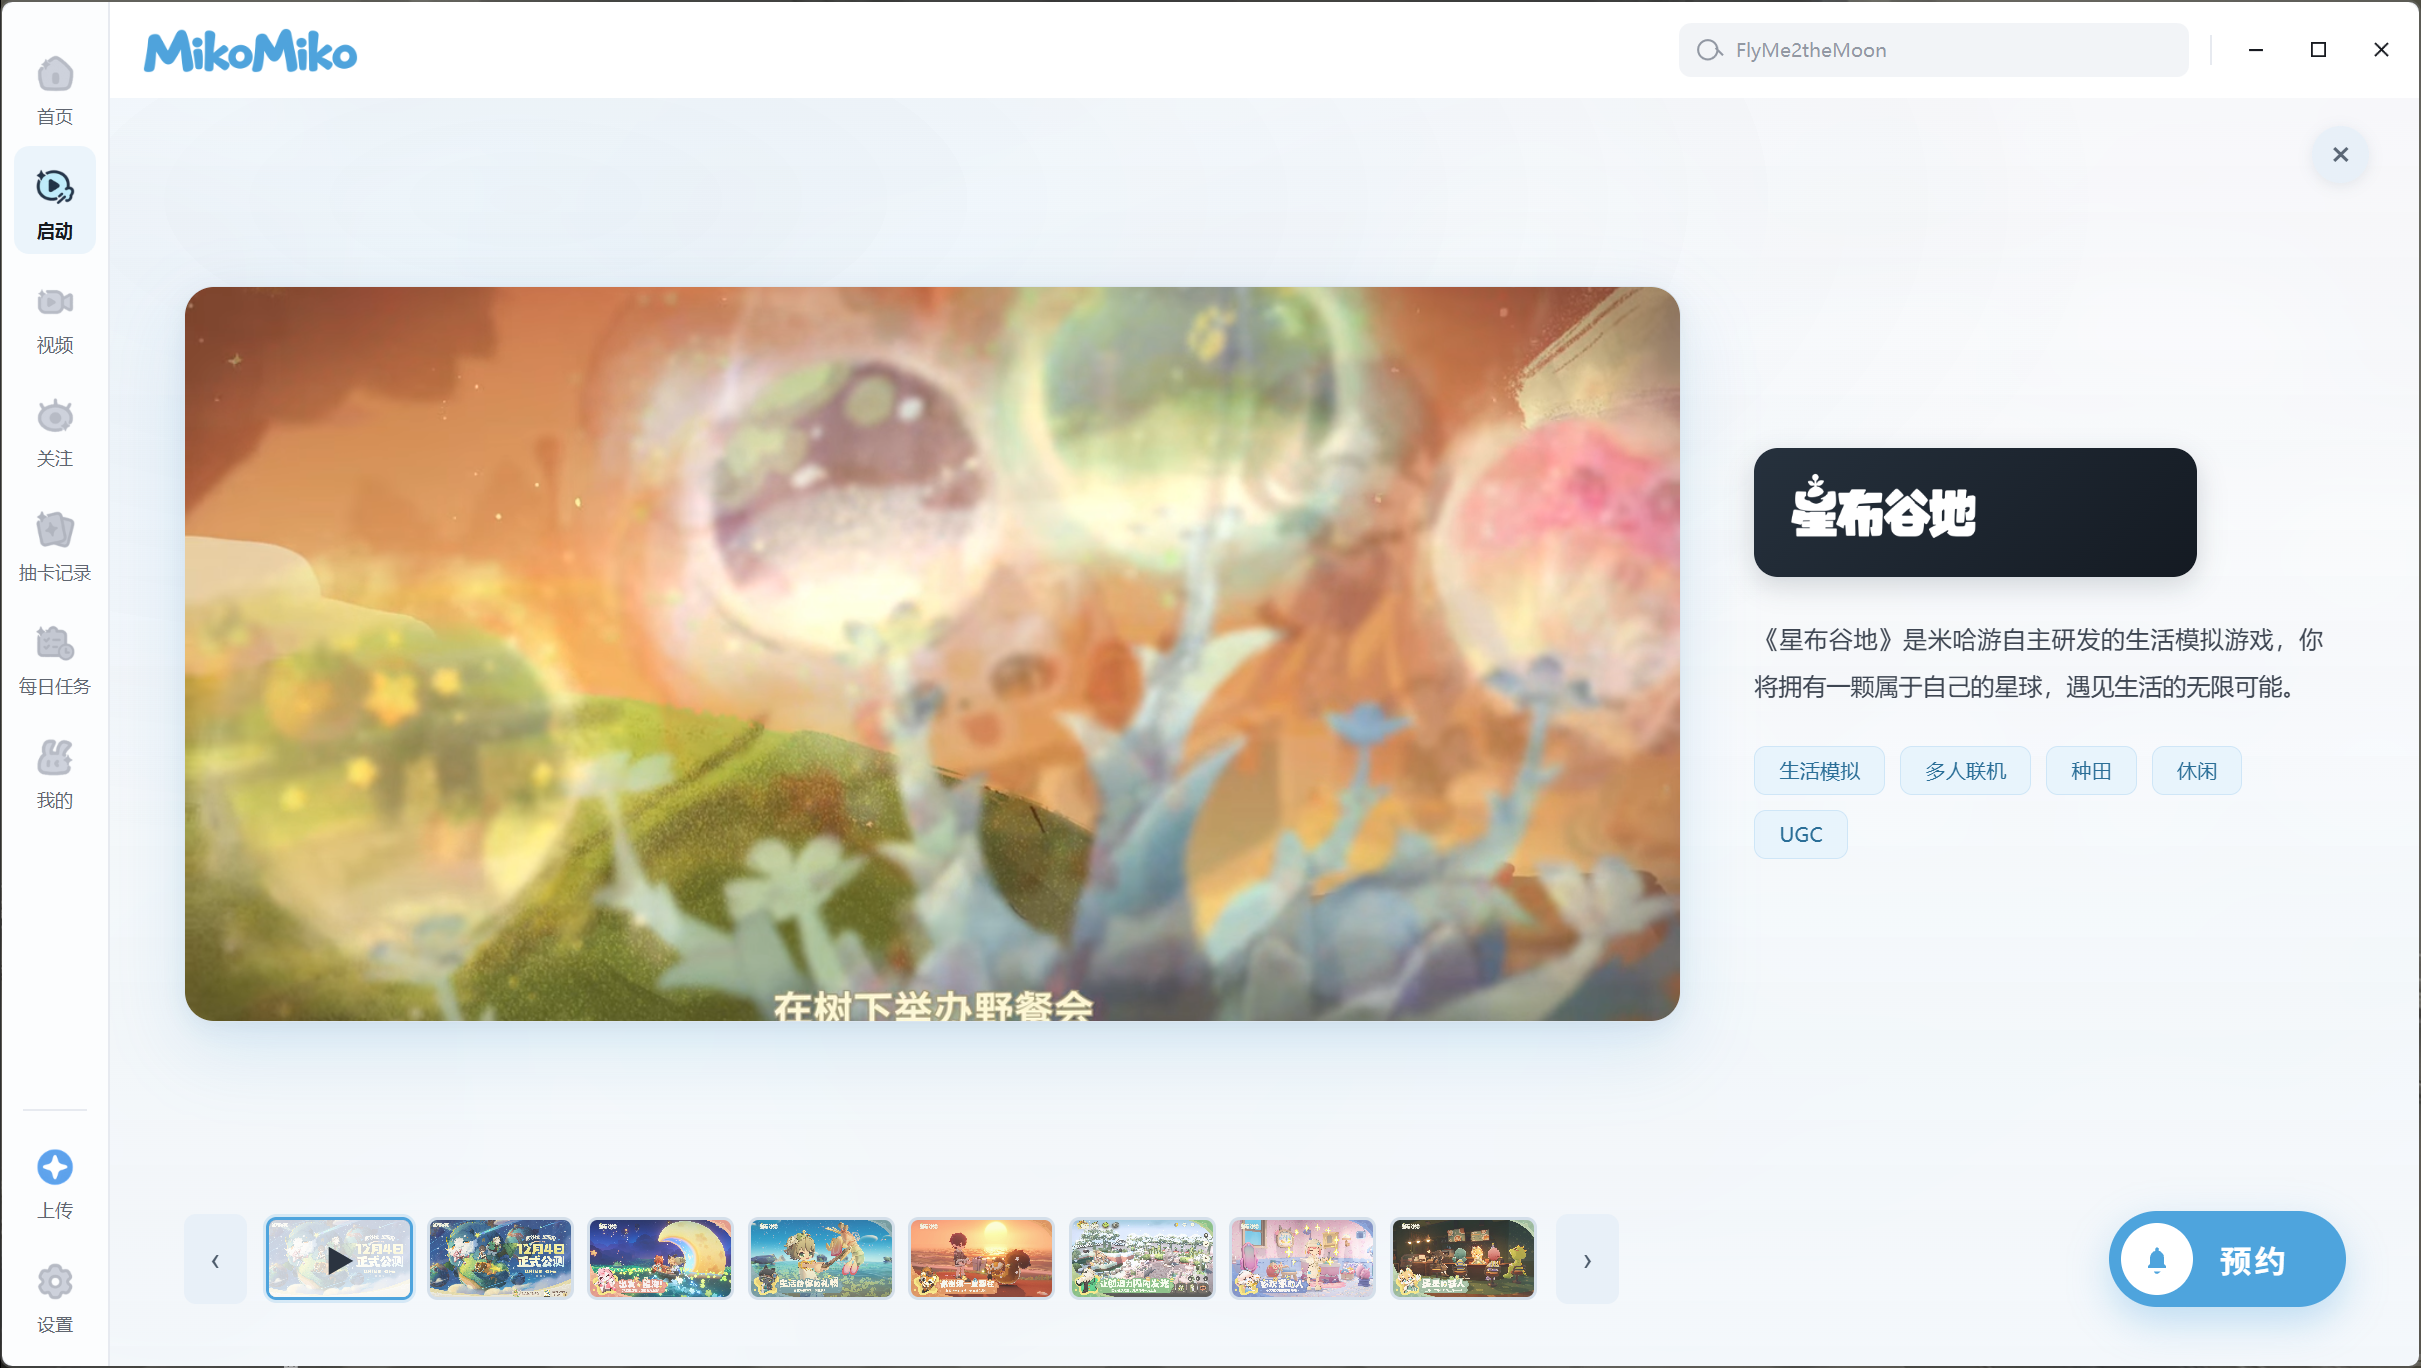 MikoMiko
FlyMe2theMoon
首页
启动
视频
关注
抽卡记录
每日任务
我的
上传
设置
在树下举办野餐会
星布谷地
《星布谷地》是米哈游自主研发的生活模拟游戏，你
将拥有一颗属于自己的星球，遇见生活的无限可能。
生活模拟
多人联机
种田
休闲
UGC
12月4日
正式公测
12月4日
正式公测
预约